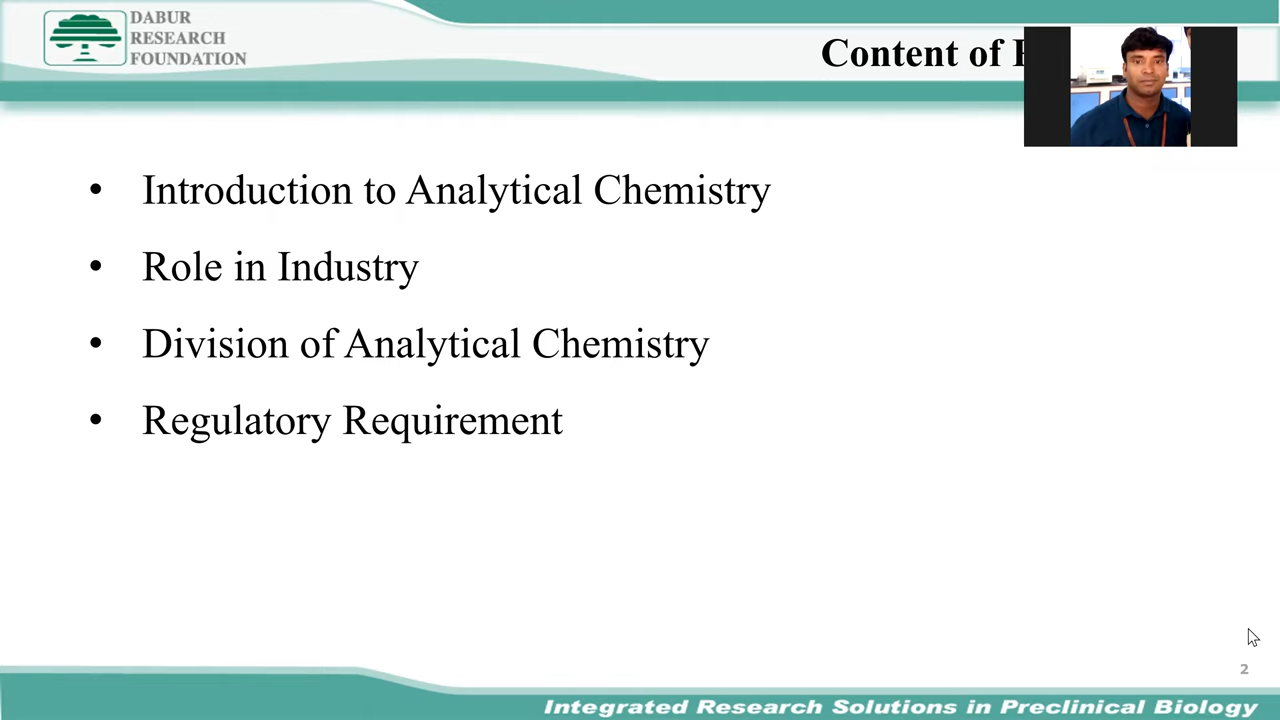 DABUR
RESEARCH
FOUNDATION
Content of
• Introduction to Analytical Chemistry
• Role in Industry
• Division of Analytical Chemistry
• Regulatory Requirement
2
Integrated Research Solutions in Preclinical Biology